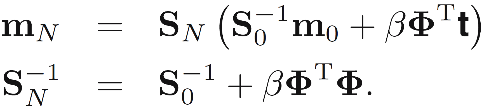 m_N = S_N (S_0^{-1} m_0 + βΦ^T t)
S_N^{-1} = S_0^{-1} + βΦ^T Φ.